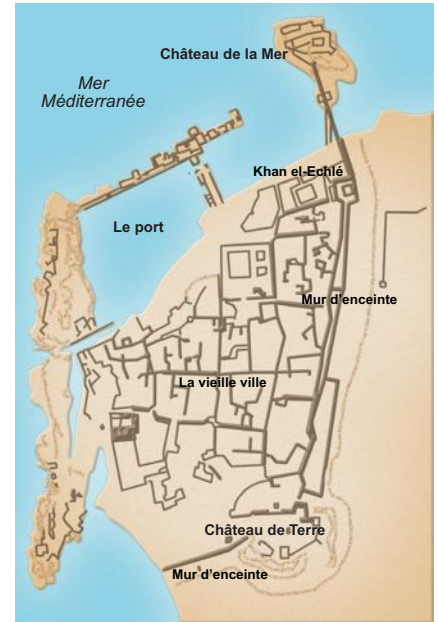 Château de la Mer
Mer
Méditerranée
Khan el-Echlé
Le port
Mur d'enceinte
La vieille ville
Château de Terre
Mur d'enceinte